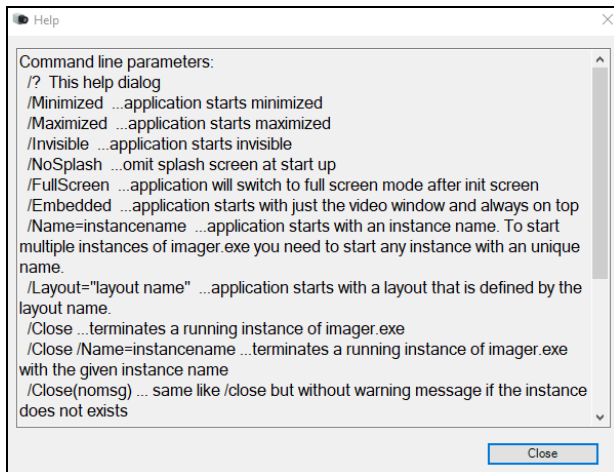 Help
Command line parameters:
/? This help dialog
/Minimized ...application starts minimized
/Maximized ...application starts maximized
/Invisible ...application starts invisible
/NoSplash ...omit splash screen at start up
/FullScreen ...application will switch to full screen mode after init screen
/Embedded ...application starts with just the video window and always on top
/Name=instancename ...application starts with an instance name. To start
multiple instances of imager.exe you need to start any instance with an unique
name.
/Layout="layout name" ...application starts with a layout that is defined by the
layout name.
/Close ...terminates a running instance of imager.exe
/Close /Name=instancename ...terminates a running instance of imager.exe
with the given instance name
/Close(nomsg) ... same like /close but without warning message if the instance
does not exists
Close